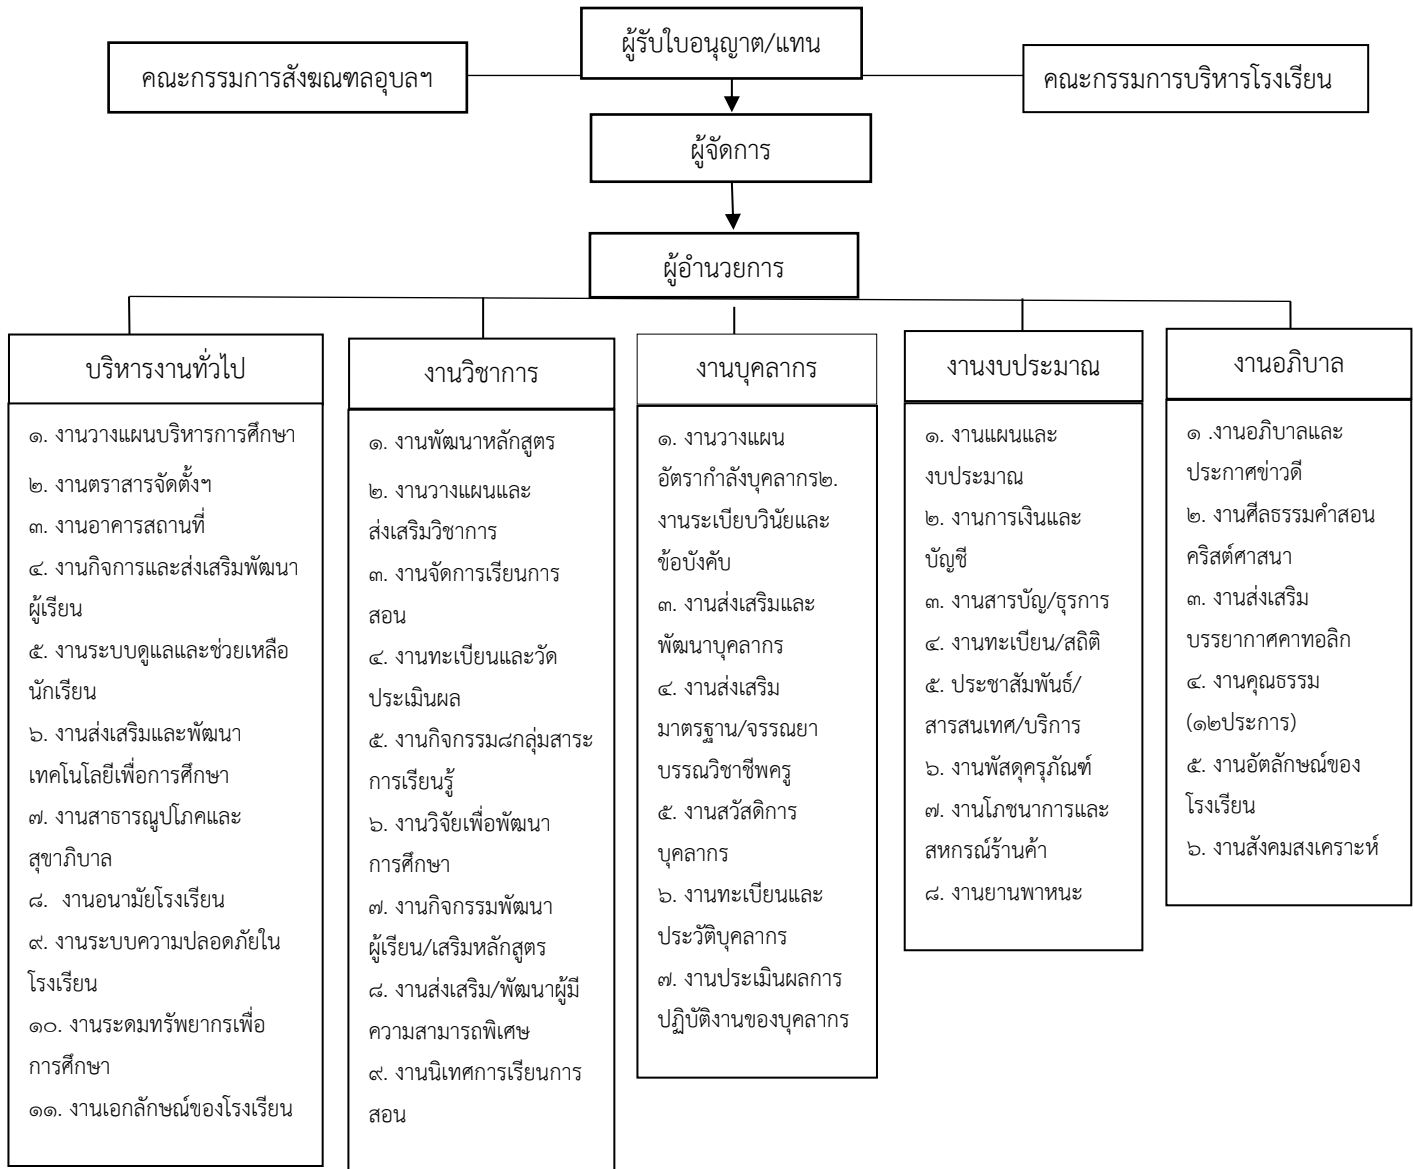 ผู้รับใบอนุญาต/แทน
คณะกรรมการสังฆณฑลอุบลฯ
คณะกรรมการบริหารโรงเรียน
ผู้จัดการ
ผู้อำนวยการ
บริหารงานทั่วไป
๑. งานวางแผนบริหารการศึกษา
๒. งานตราสารจัดตั้งฯ
๓. งานอาคารสถานที่
๔. งานกิจการและส่งเสริมพัฒนา
ผู้เรียน
๕. งานระบบดูแลและช่วยเหลือ
นักเรียน
๖. งานส่งเสริมและพัฒนา
เทคโนโลยีเพื่อการศึกษา
๗. งานสาธารณูปโภคและ
สุขาภิบาล
๘. งานอนามัยโรงเรียน
๙. งานระบบความปลอดภัยใน
โรงเรียน
๑๐. งานระดมทรัพยากรเพื่อ
การศึกษา
๑๑. งานเอกลักษณ์ของโรงเรียน
งานวิชาการ
๑. งานพัฒนาหลักสูตร
๒. งานวางแผนและ
ส่งเสริมวิชาการ
๓. งานจัดการเรียนการ
สอน
๔. งานทะเบียนและวัด
ประเมินผล
๕. งานกิจกรรม๘กลุ่มสาระ
การเรียนรู้
๖. งานวิจัยเพื่อพัฒนา
การศึกษา
๗. งานกิจกรรมพัฒนา
ผู้เรียน/เสริมหลักสูตร
๘. งานส่งเสริม/พัฒนาผู้มี
ความสามารถพิเศษ
๙. งานนิเทศการเรียนการ
สอน
งานบุคลากร
๑. งานวางแผน
อัตรากำลังบุคลากร๒.
งานระเบียบวินัยและ
ข้อบังคับ
๓. งานส่งเสริมและ
พัฒนาบุคลากร
๔. งานส่งเสริม
มาตรฐาน/จรรณยา
บรรณวิชาชีพครู
๕. งานสวัสดิการ
บุคลากร
๖. งานทะเบียนและ
ประวัติบุคลากร
๗. งานประเมินผลการ
ปฏิบัติงานของบุคลากร
งานงบประมาณ
๑. งานแผนและ
งบประมาณ
๒. งานการเงินและ
บัญชี
๓. งานสารบัญ/ธุรการ
๔. งานทะเบียน/สถิติ
๕. ประชาสัมพันธ์/
สารสนเทศ/บริการ
๖. งานพัสดุครุภัณฑ์
๗. งานโภชนาการและ
สหกรณ์ร้านค้า
๘. งานยานพาหนะ
งานอภิบาล
๑ .งานอภิบาลและ
ประกาศข่าวดี
๒. งานศีลธรรมคำสอน
คริสต์ศาสนา
๓. งานส่งเสริม
บรรยากาศคาทอลิก
๔. งานคุณธรรม
(๑๒ประการ)
๕. งานอัตลักษณ์ของ
โรงเรียน
๖. งานสังคมสงเคราะห์